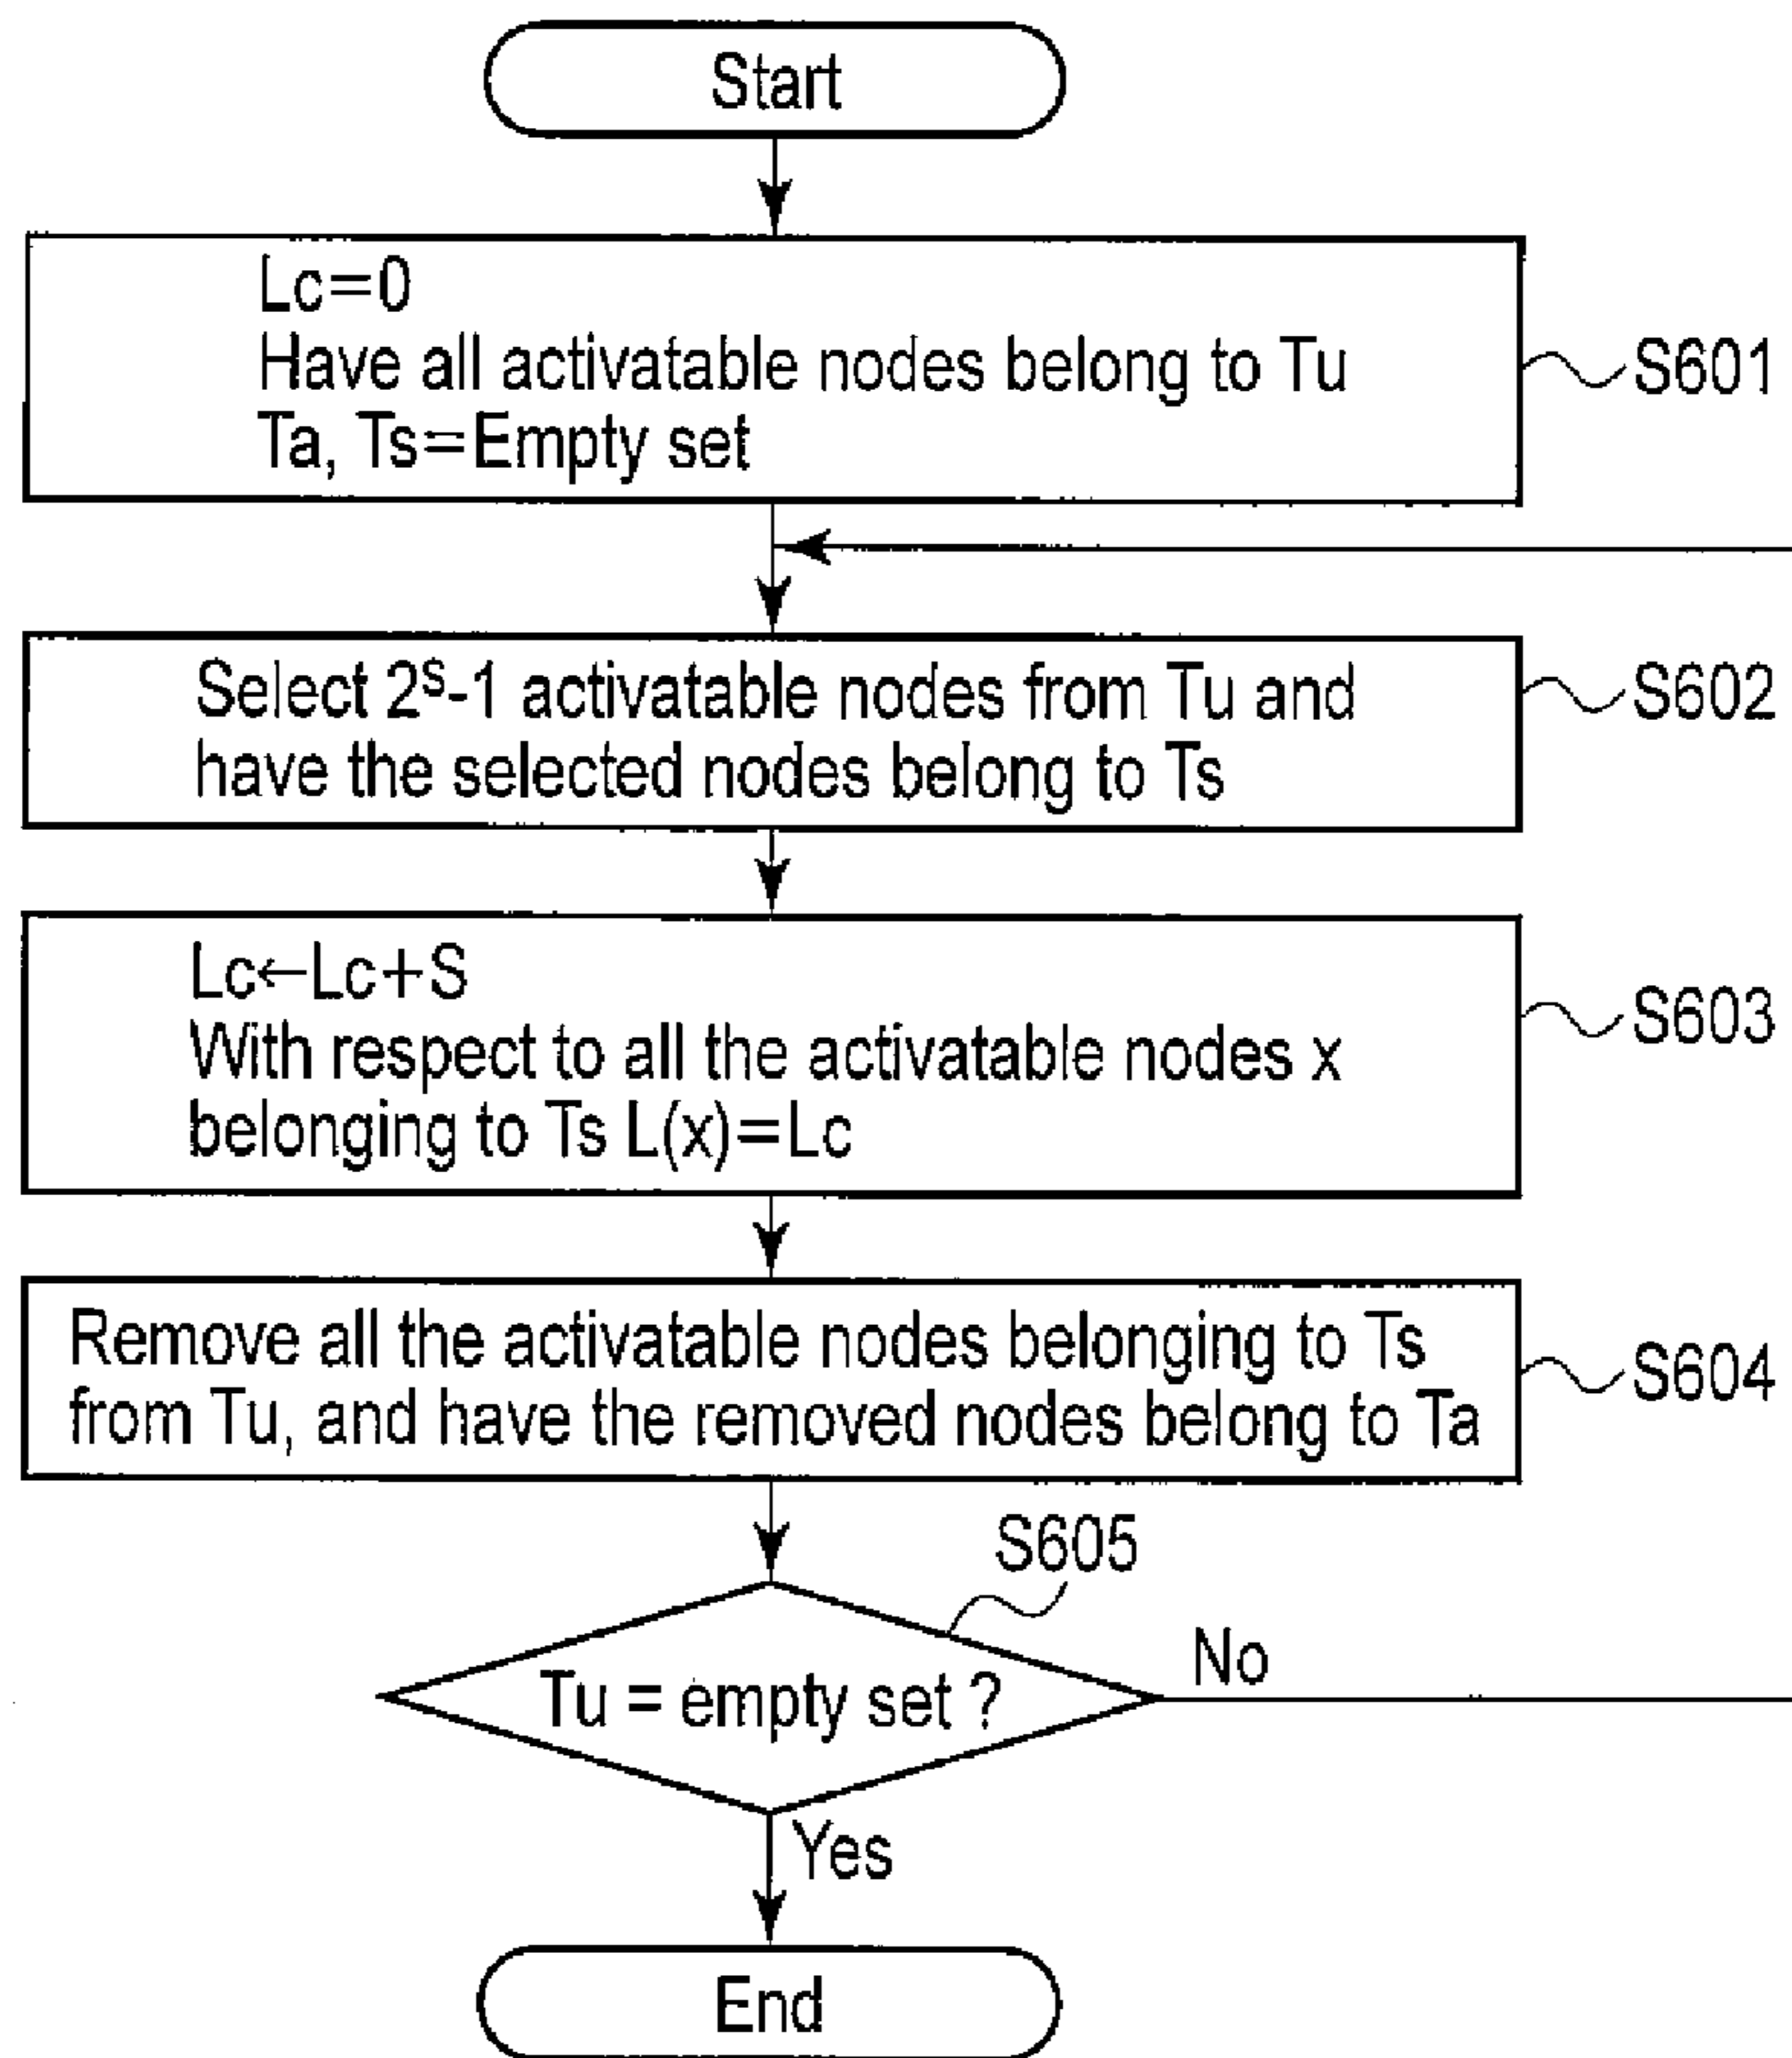 Start
Lc=0
Have all activatable nodes belong to Tu
Ta, Ts=Empty set
S601
Select 2ˢ-1 activatable nodes from Tu and
have the selected nodes belong to Ts
S602
Lc←Lc+S
With respect to all the activatable nodes x
belonging to Ts L(x)=Lc
S603
Remove all the activatable nodes belonging to Ts
from Tu, and have the removed nodes belong to Ta
S604
S605
Tu = empty set ?
No
Yes
End